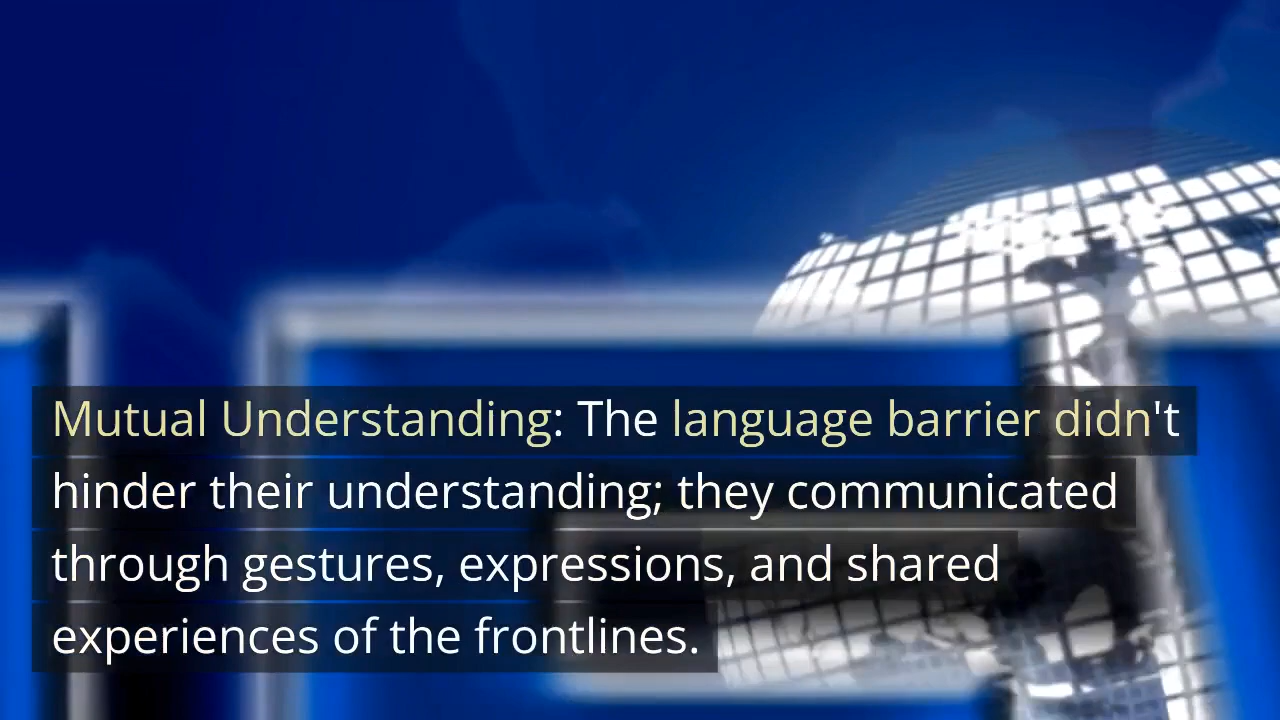 Mutual Understanding: The language barrier didn't
hinder their understanding; they communicated
through gestures, expressions, and shared
experiences of the frontlines.